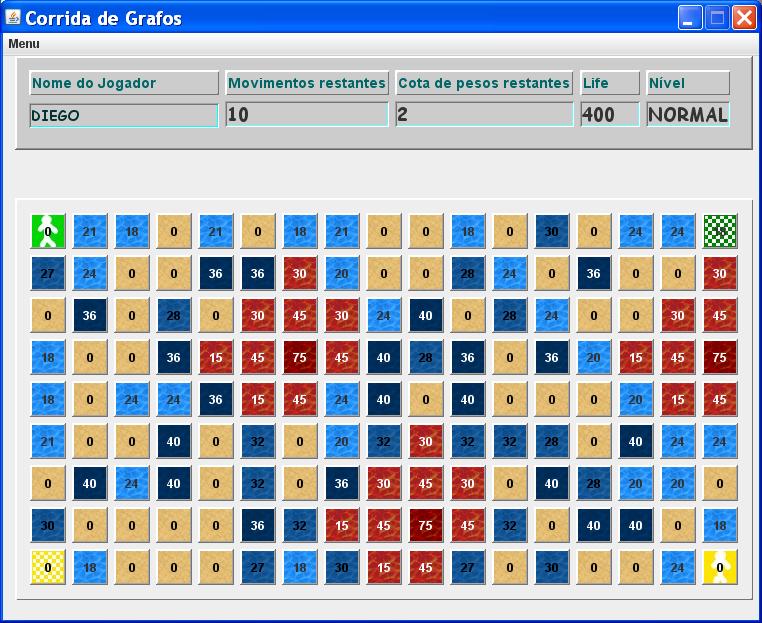 Corrida de Grafos
Menu
Nome do Jogador Movimentos restantes Cota de pesos restantes Life Nível
DIEGO 10 2 400 NORMAL
0 21 18 0 21 0 18 21 0 0 18 0 30 0 24 24
27 24 0 0 36 36 30 20 0 0 28 24 0 36 0 0 30
0 36 0 28 0 30 45 30 24 40 0 28 24 0 0 30 45
18 0 0 36 15 45 75 45 40 28 36 0 36 20 15 45 75
18 0 24 24 36 15 45 24 40 0 40 0 0 0 20 15 45
21 0 0 40 0 32 0 20 32 30 32 32 28 0 40 24 24
0 40 24 40 0 32 0 36 30 45 30 0 40 28 20 20 0
30 0 0 0 0 36 32 15 45 75 45 32 0 40 40 0 18
0 18 0 0 0 27 18 30 15 45 27 0 30 0 0 24 0